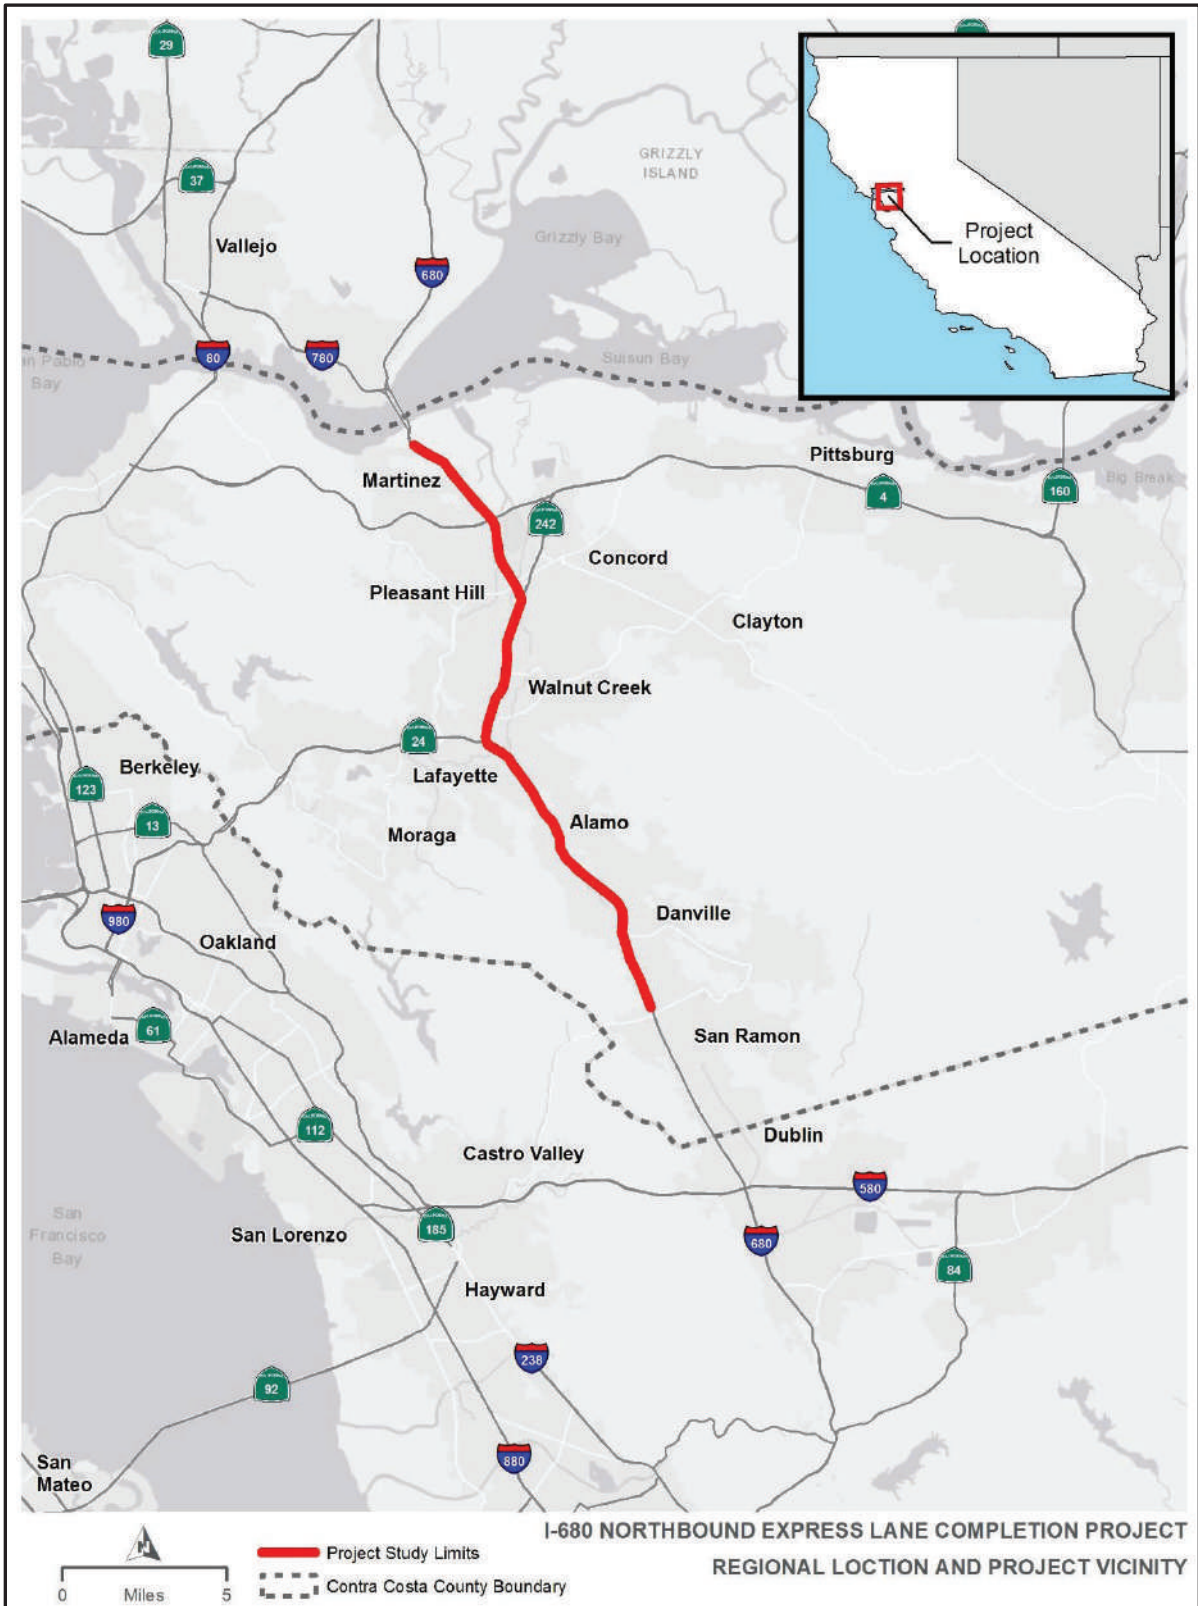 29
37
Vallejo
680
GRIZZLY
ISLAND
Grizzly Bay
Project
Location
80
780
Suisun Bay
Pablo
Bay
Martinez
Pittsburg
4
160
Big Break
242
Concord
Pleasant Hill
Clayton
Walnut Creek
24
Lafayette
Berkeley
123
13
Alamo
Moraga
980
Oakland
Danville
Alameda
61
San Ramon
112
Dublin
Castro Valley
580
San
Francisco
Bay
San Lorenzo
185
680
84
Hayward
238
92
880
San
Mateo
I-680 NORTHBOUND EXPRESS LANE COMPLETION PROJECT
REGIONAL LOCTION AND PROJECT VICINITY
N
0 Miles 5
Project Study Limits
Contra Costa County Boundary